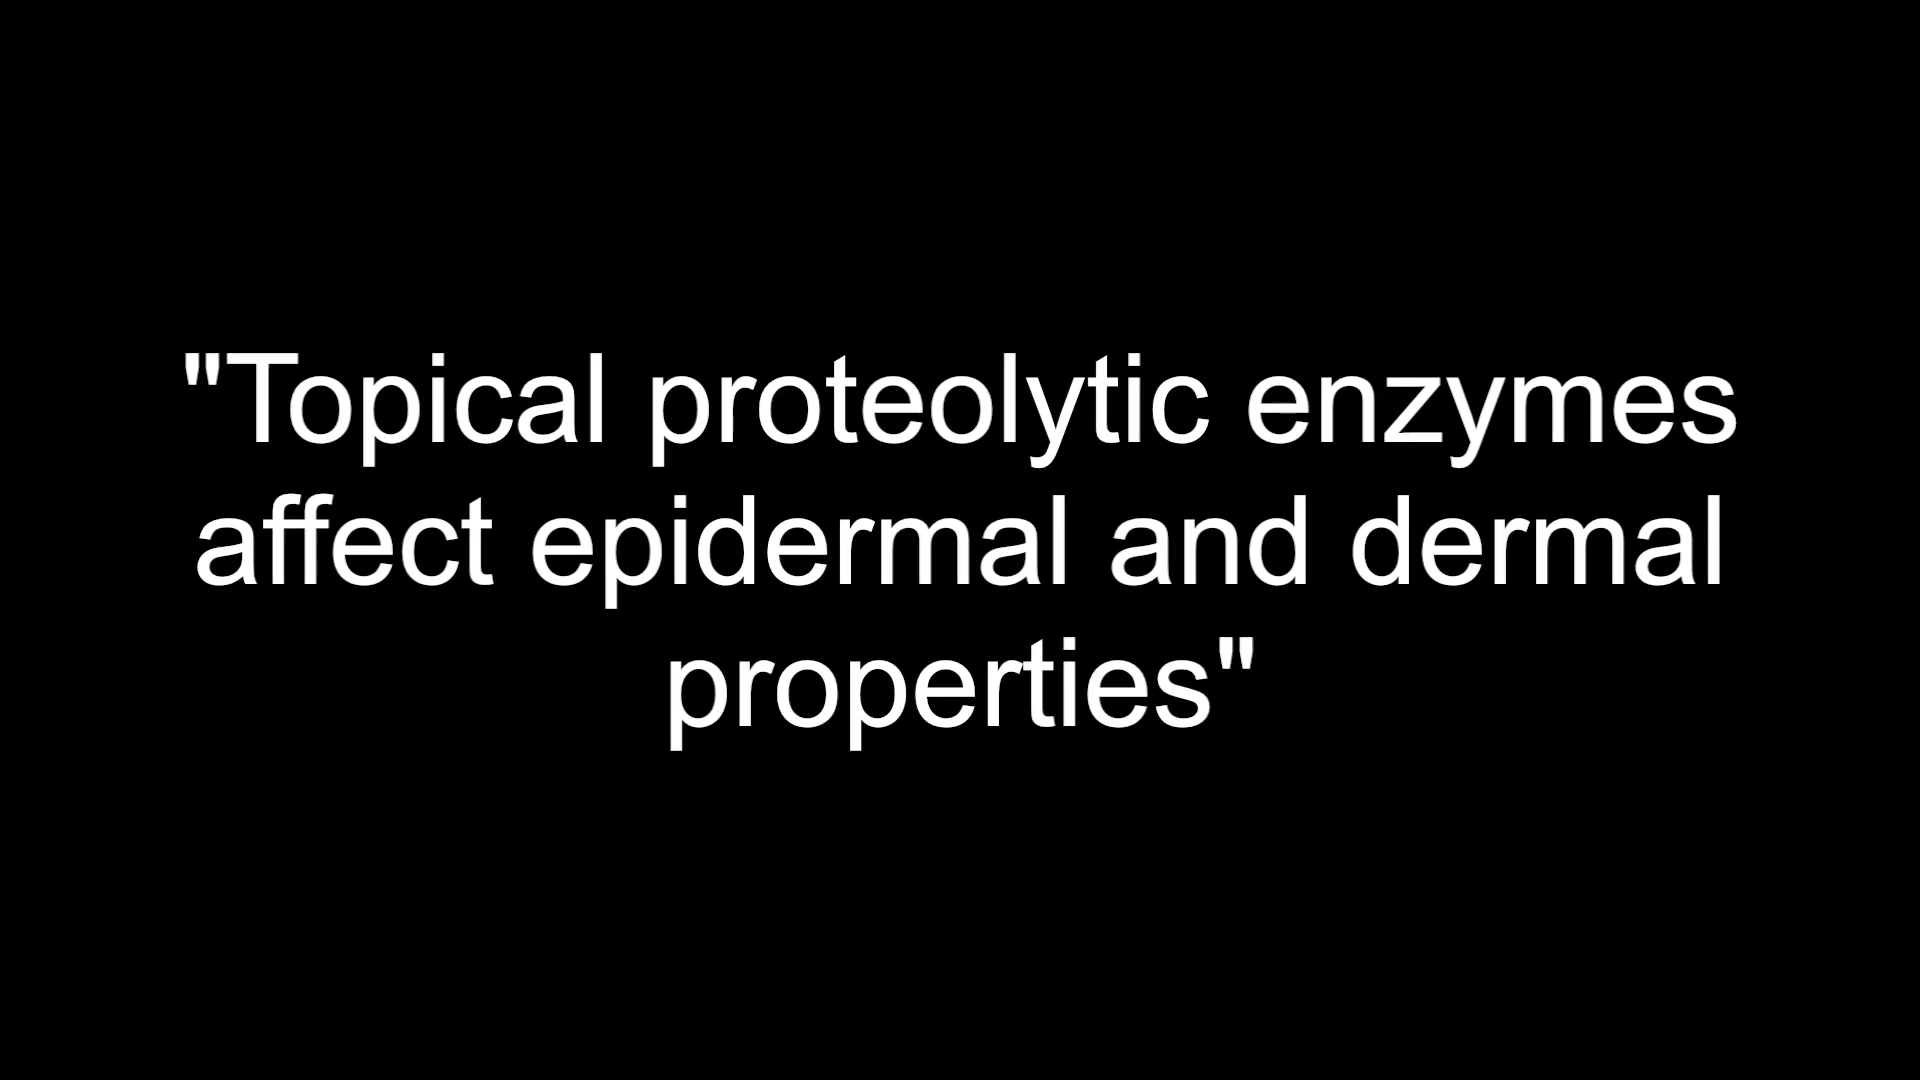 "Topical proteolytic enzymes
affect epidermal and dermal
properties"